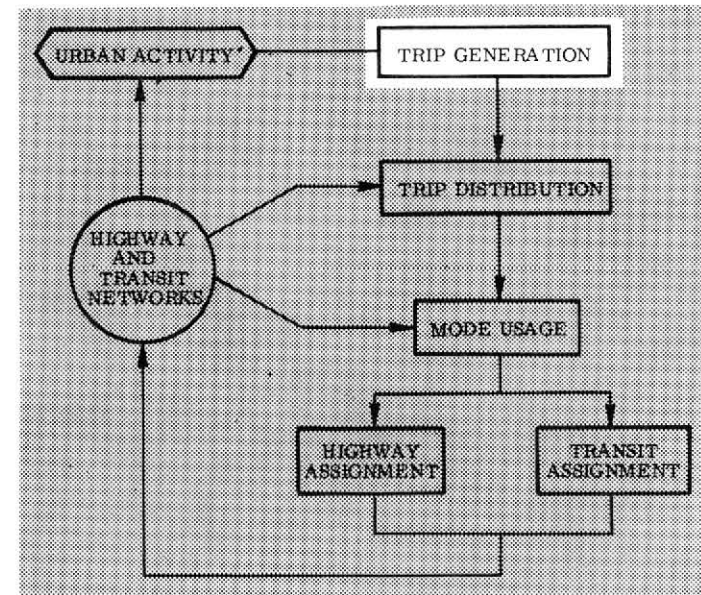 URBAN ACTIVITY
TRIP GENERATION
TRIP DISTRIBUTION
HIGHWAY
AND
TRANSIT
NETWORKS
MODE USAGE
HIGHWAY
ASSIGNMENT
TRANSIT
ASSIGNMENT